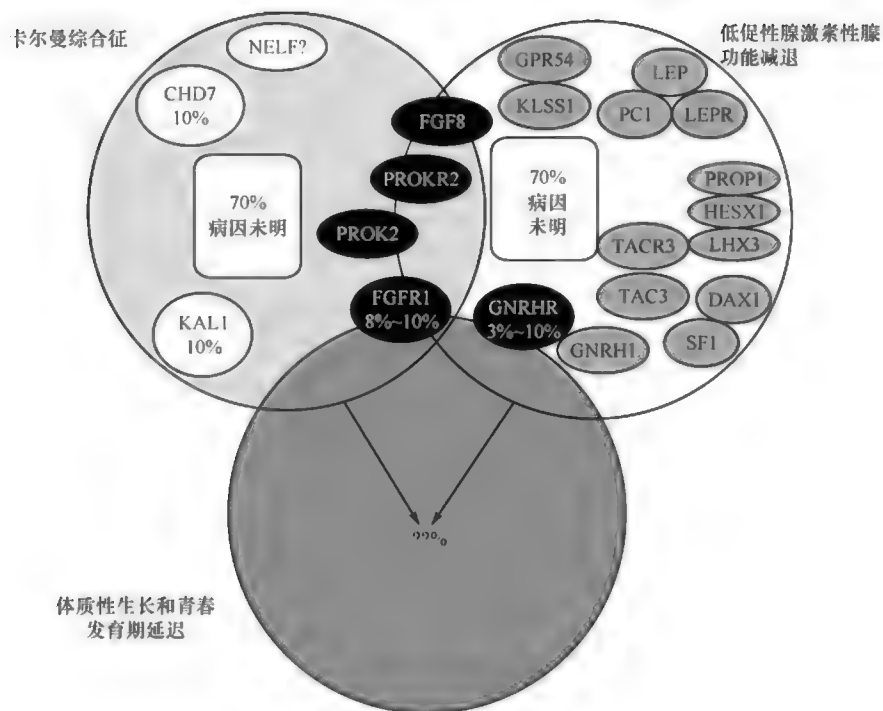 卡尔曼综合征
NELF?
CHD7
10%
70%
病因未明
KAL1
10%
FGF8
PROKR2
PROK2
FGFR1
8%~10%
GNRHR
3%~10%
低促性腺激素性腺
功能减退
GPR54
KLSS1
LEP
PC1
LEPR
70%
病因
未明
PROP1
HESX1
LHX3
TACR3
TAC3
DAX1
SF1
GNRH1
??%
体质性生长和青春
发育期延迟